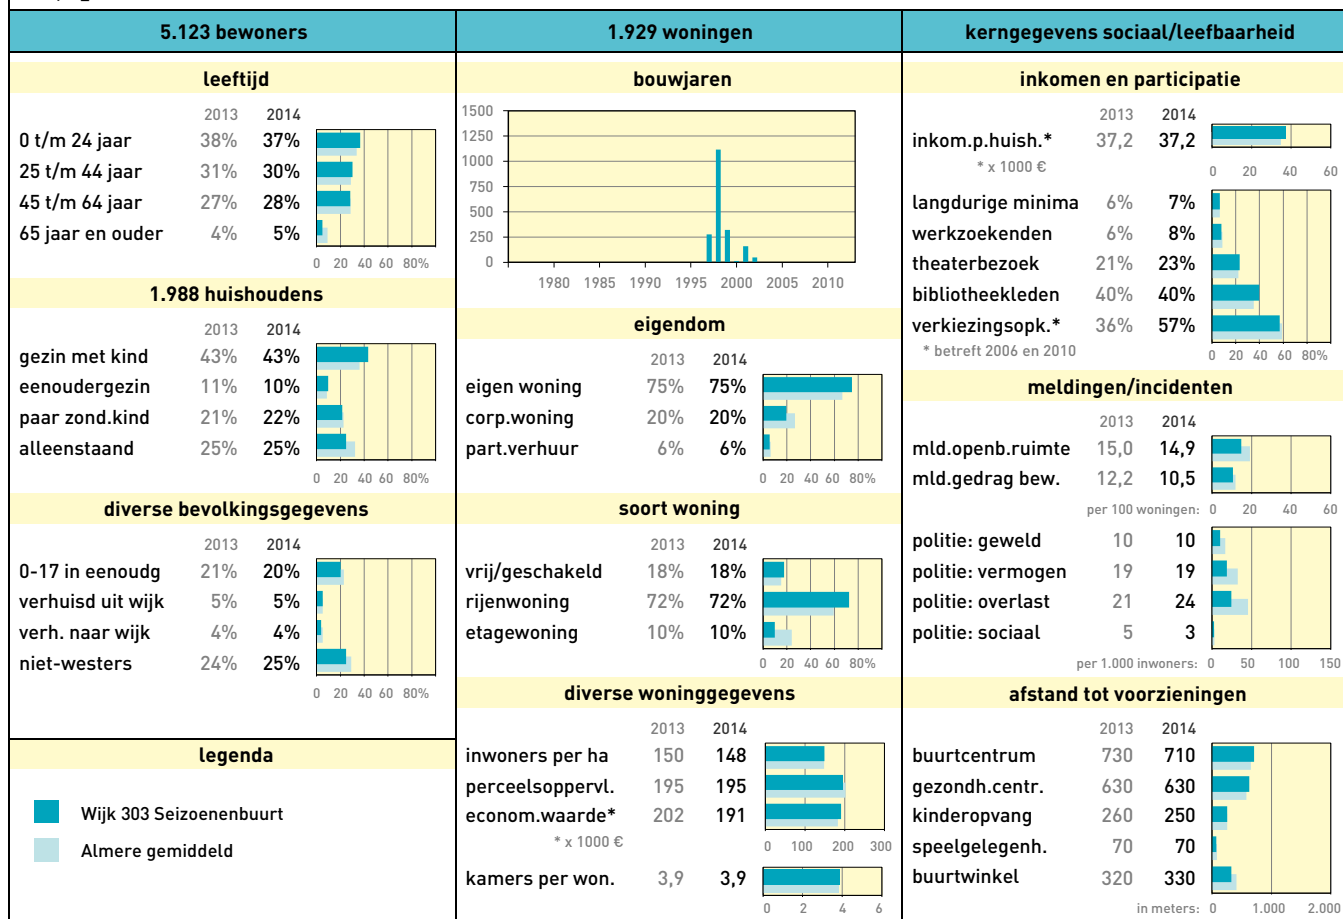 5.123 bewoners
leeftijd
2013 2014
0 t/m 24 jaar 38% 37%
25 t/m 44 jaar 31% 30%
45 t/m 64 jaar 27% 28%
65 jaar en ouder 4% 5%
0 20 40 60 80%
1.988 huishoudens
2013 2014
gezin met kind 43% 43%
eenoudergezin 11% 10%
paar zond.kind 21% 22%
alleenstaand 25% 25%
0 20 40 60 80%
diverse bevolkingsgegevens
2013 2014
0-17 in eenoudg 21% 20%
verhuisd uit wijk 5% 5%
verh. naar wijk 4% 4%
niet-westers 24% 25%
0 20 40 60 80%
legenda
Wijk 303 Seizoenenbuurt
Almere gemiddeld
1.929 woningen
bouwjaren
1500
1250
1000
750
500
250
0
1980 1985 1990 1995 2000 2005 2010
eigendom
2013 2014
eigen woning 75% 75%
corp.woning 20% 20%
part.verhuur 6% 6%
0 20 40 60 80%
soort woning
2013 2014
vrij/geschakeld 18% 18%
rijenwoning 72% 72%
etagewoning 10% 10%
0 20 40 60 80%
diverse woninggegevens
2013 2014
inwoners per ha 150 148
perceelsoppervl. 195 195
econom.waarde* 202 191
* x 1000 € 0 100 200 300
kamers per won. 3,9 3,9
0 2 4 6
kerngegevens sociaal/leefbaarheid
inkomen en participatie
2013 2014
inkom.p.huish.* 37,2 37,2
* x 1000 € 0 20 40 60
langdurige minima 6% 7%
werkzoekenden 6% 8%
theaterbezoek 21% 23%
bibliotheekleden 40% 40%
verkiezingsopk.* 36% 57%
* betreft 2006 en 2010 0 20 40 60 80%
meldingen/incidenten
2013 2014
mld.openb.ruimte 15,0 14,9
mld.gedrag bew. 12,2 10,5
per 100 woningen: 0 20 40 60
politie: geweld 10 10
politie: vermogen 19 19
politie: overlast 21 24
politie: sociaal 5 3
per 1.000 inwoners: 0 50 100 150
afstand tot voorzieningen
2013 2014
buurtcentrum 730 710
gezondh.centr. 630 630
kinderopvang 260 250
speelgelegenh. 70 70
buurtwinkel 320 330
in meters: 0 1.000 2.000